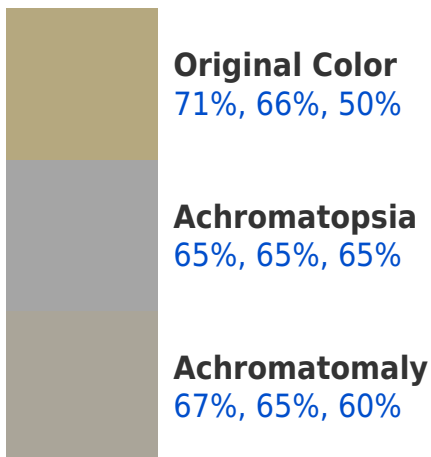 Original Color
71%, 66%, 50%
Achromatopsia
65%, 65%, 65%
Achromatomaly
67%, 65%, 60%